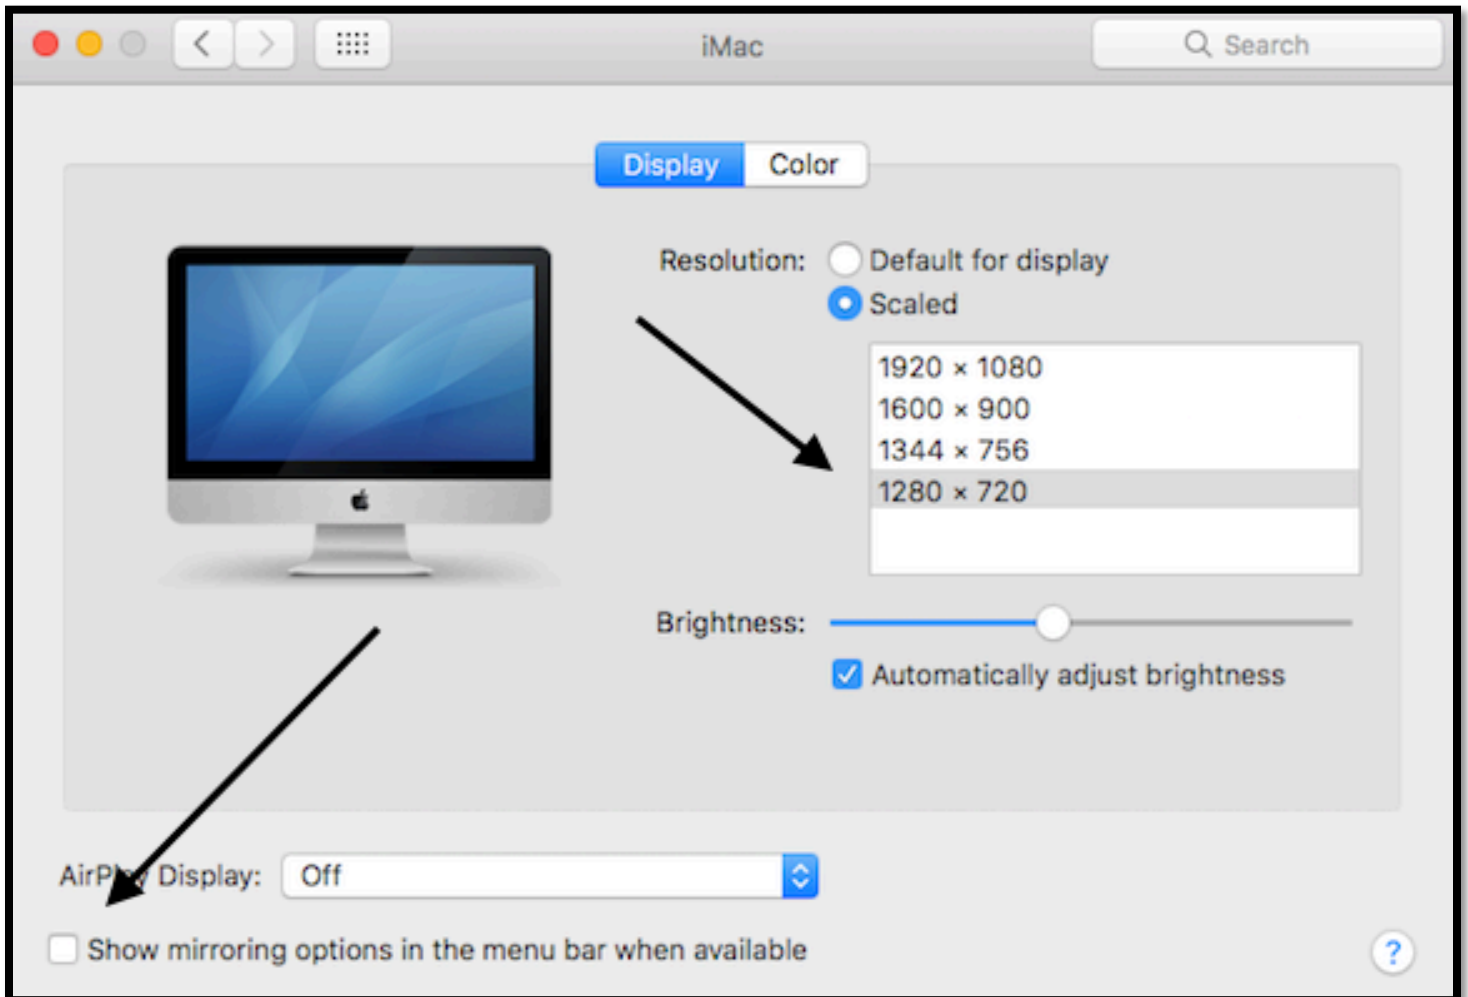 iMac
Search
Display Color
Resolution: Default for display
Scaled
1920 × 1080
1600 × 900
1344 × 756
1280 × 720
Brightness:
Automatically adjust brightness
AirPlay Display: Off
Show mirroring options in the menu bar when available
?